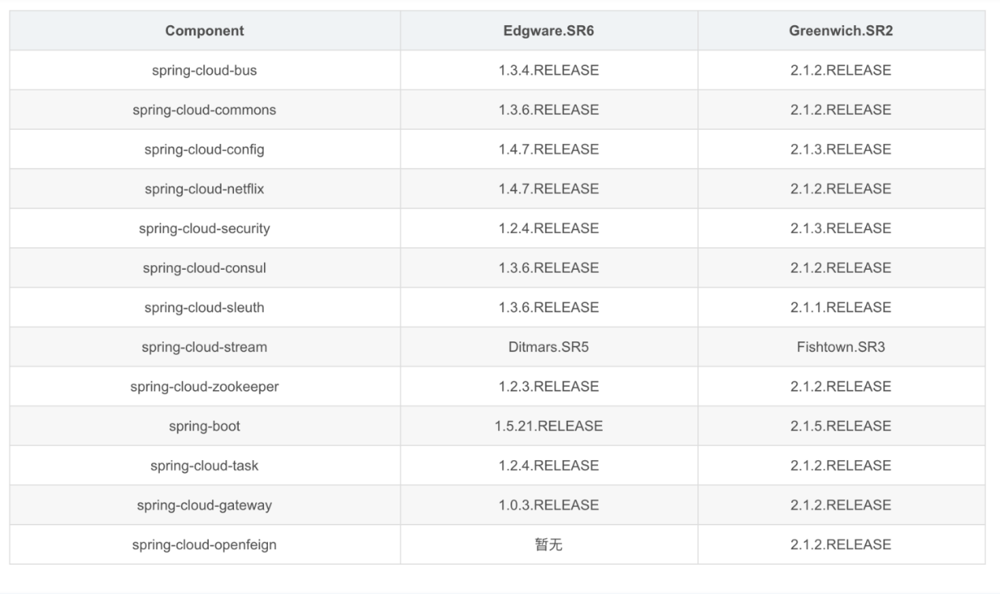 Component Edgware.SR6 Greenwich.SR2
spring-cloud-bus 1.3.4.RELEASE 2.1.2.RELEASE
spring-cloud-commons 1.3.6.RELEASE 2.1.2.RELEASE
spring-cloud-config 1.4.7.RELEASE 2.1.3.RELEASE
spring-cloud-netflix 1.4.7.RELEASE 2.1.2.RELEASE
spring-cloud-security 1.2.4.RELEASE 2.1.3.RELEASE
spring-cloud-consul 1.3.6.RELEASE 2.1.2.RELEASE
spring-cloud-sleuth 1.3.6.RELEASE 2.1.1.RELEASE
spring-cloud-stream Ditmars.SR5 Fishtown.SR3
spring-cloud-zookeeper 1.2.3.RELEASE 2.1.2.RELEASE
spring-boot 1.5.21.RELEASE 2.1.5.RELEASE
spring-cloud-task 1.2.4.RELEASE 2.1.2.RELEASE
spring-cloud-gateway 1.0.3.RELEASE 2.1.2.RELEASE
spring-cloud-openfeign 暂无 2.1.2.RELEASE